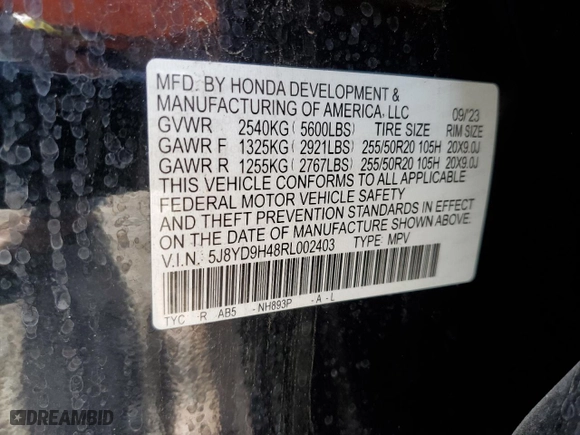 MFD. BY HONDA DEVELOPMENT &
MANUFACTURING OF AMERICA, LLC 09/'23
GVWR 2540KG ( 5600LBS) TIRE SIZE RIM SIZE
GAWR F 1325KG ( 2921LBS) 255/50R20 105H 20X9.0J
GAWR R 1255KG ( 2767LBS) 255/50R20 105H 20X9.0J
THIS VEHICLE CONFORMS TO ALL APPLICABLE
FEDERAL MOTOR VEHICLE SAFETY
AND THEFT PREVENTION STANDARDS IN EFFECT
ON THE DATE OF MANUFACTURE SHOWN ABOVE.
V.I.N.: 5J8YD9H48RL002403 TYPE: MPV
TYC -R AB5 -NH893P -A-L
DREAMBID